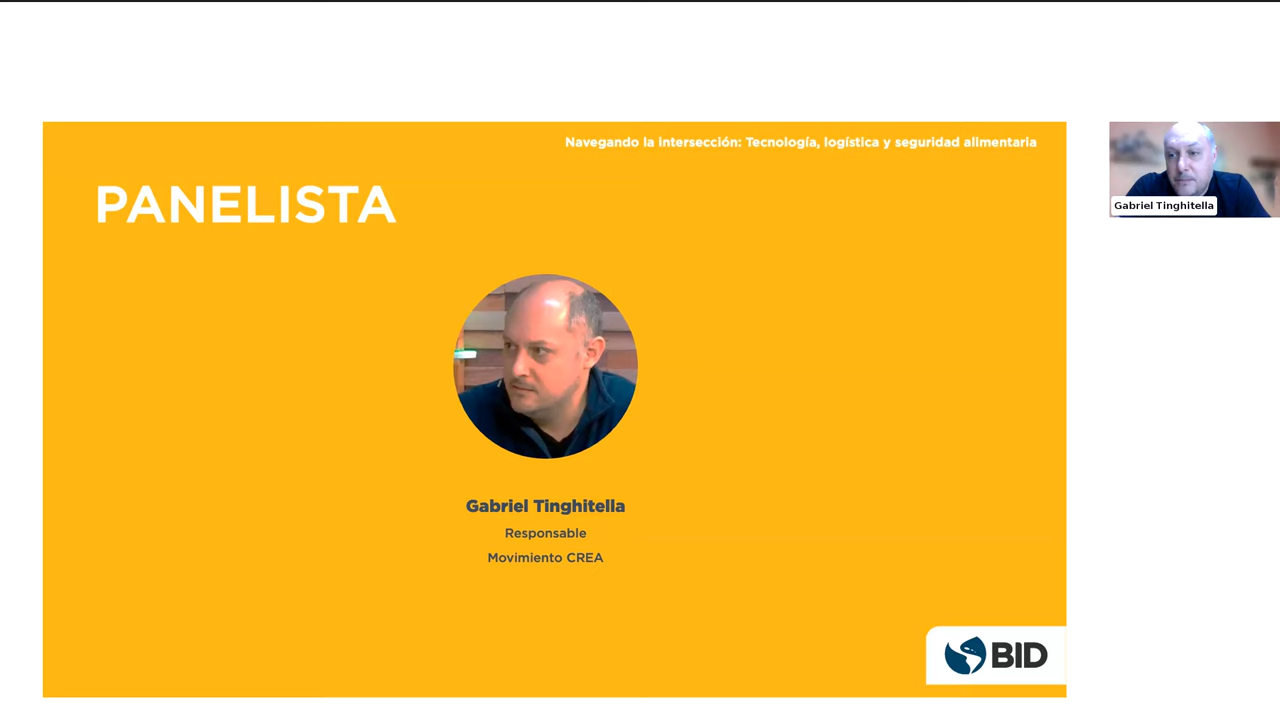 Navegando la intersección: Tecnología, logística y seguridad alimentaria
PANELISTA
Gabriel Tinghitella
Gabriel Tinghitella
Responsable
Movimiento CREA
BID